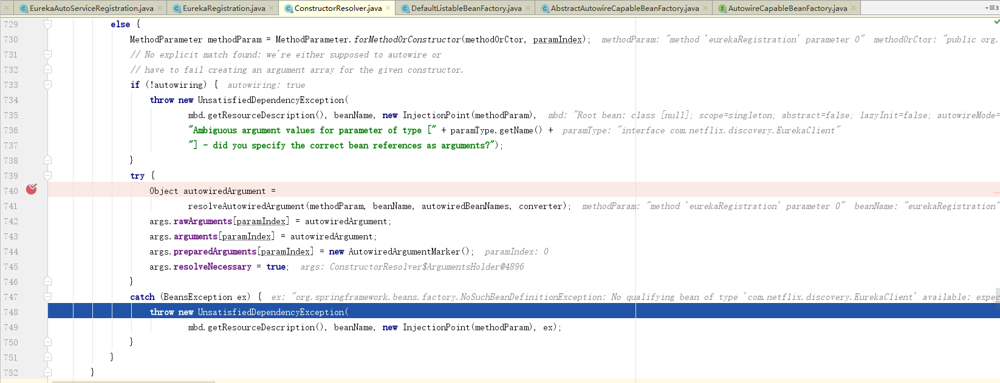 EurekaAutoServiceRegistration.java EurekaRegistration.java ConstructorResolver.java DefaultListableBeanFactory.java AbstractAutowireCapableBeanFactory.java AutowireCapableBeanFactory.java
729 else {
730 MethodParameter methodParam = MethodParameter.forMethodOrConstructor(methodOrCtor, paramIndex); methodParam: "method 'eurekaRegistration' parameter 0" methodOrCtor: "public org.
731 // No explicit match found: we're either supposed to autowire or
732 // have to fail creating an argument array for the given constructor.
733 if (!autowiring) { autowiring: true
734 throw new UnsatisfiedDependencyException(
735 mbd.getResourceDescription(), beanName, new InjectionPoint(methodParam), mbd: "Root bean: class [null]; scope=singleton; abstract=false; lazyInit=false; autowireMode=
736 "Ambiguous argument values for parameter of type [" + paramType.getName() + paramType: "interface com.netflix.discovery.EurekaClient"
737 "] - did you specify the correct bean references as arguments?");
738 }
739 try {
740 Object autowiredArgument =
741 resolveAutowiredArgument(methodParam, beanName, autowiredBeanNames, converter); methodParam: "method 'eurekaRegistration' parameter 0" beanName: "eurekaRegistration"
742 args.rawArguments[paramIndex] = autowiredArgument;
743 args.arguments[paramIndex] = autowiredArgument;
744 args.preparedArguments[paramIndex] = new AutowiredArgumentMarker(); paramIndex: 0
745 args.resolveNecessary = true; args: ConstructorResolver$ArgumentsHolder@4896
746 }
747 catch (BeansException ex) { ex: "org.springframework.beans.factory.NoSuchBeanDefinitionException: No qualifying bean of type 'com.netflix.discovery.EurekaClient' available: expec
748 throw new UnsatisfiedDependencyException(
749 mbd.getResourceDescription(), beanName, new InjectionPoint(methodParam), ex);
750 }
751 }
752 }